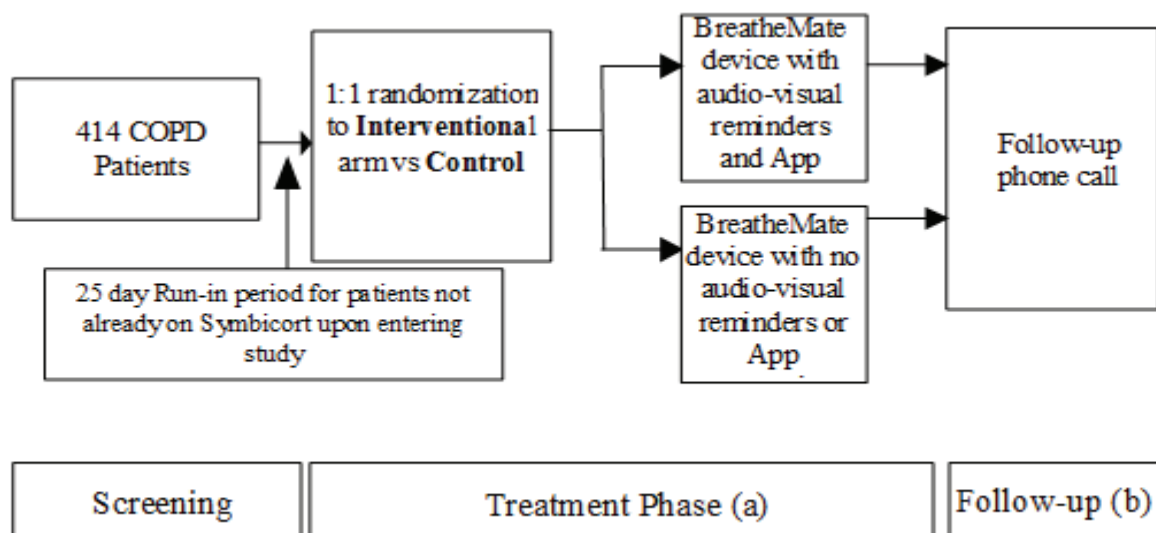 414 COPD
Patients
1:1 randomization
to Interventional
arm vs Control
BreatheMate
device with
audio-visual
reminders
and App
BreatheMate
device with no
audio-visual
reminders or
App
Follow-up
phone call
25 day Run-in period for patients not
already on Symbicort upon entering
study
Screening
Treatment Phase (a)
Follow-up (b)